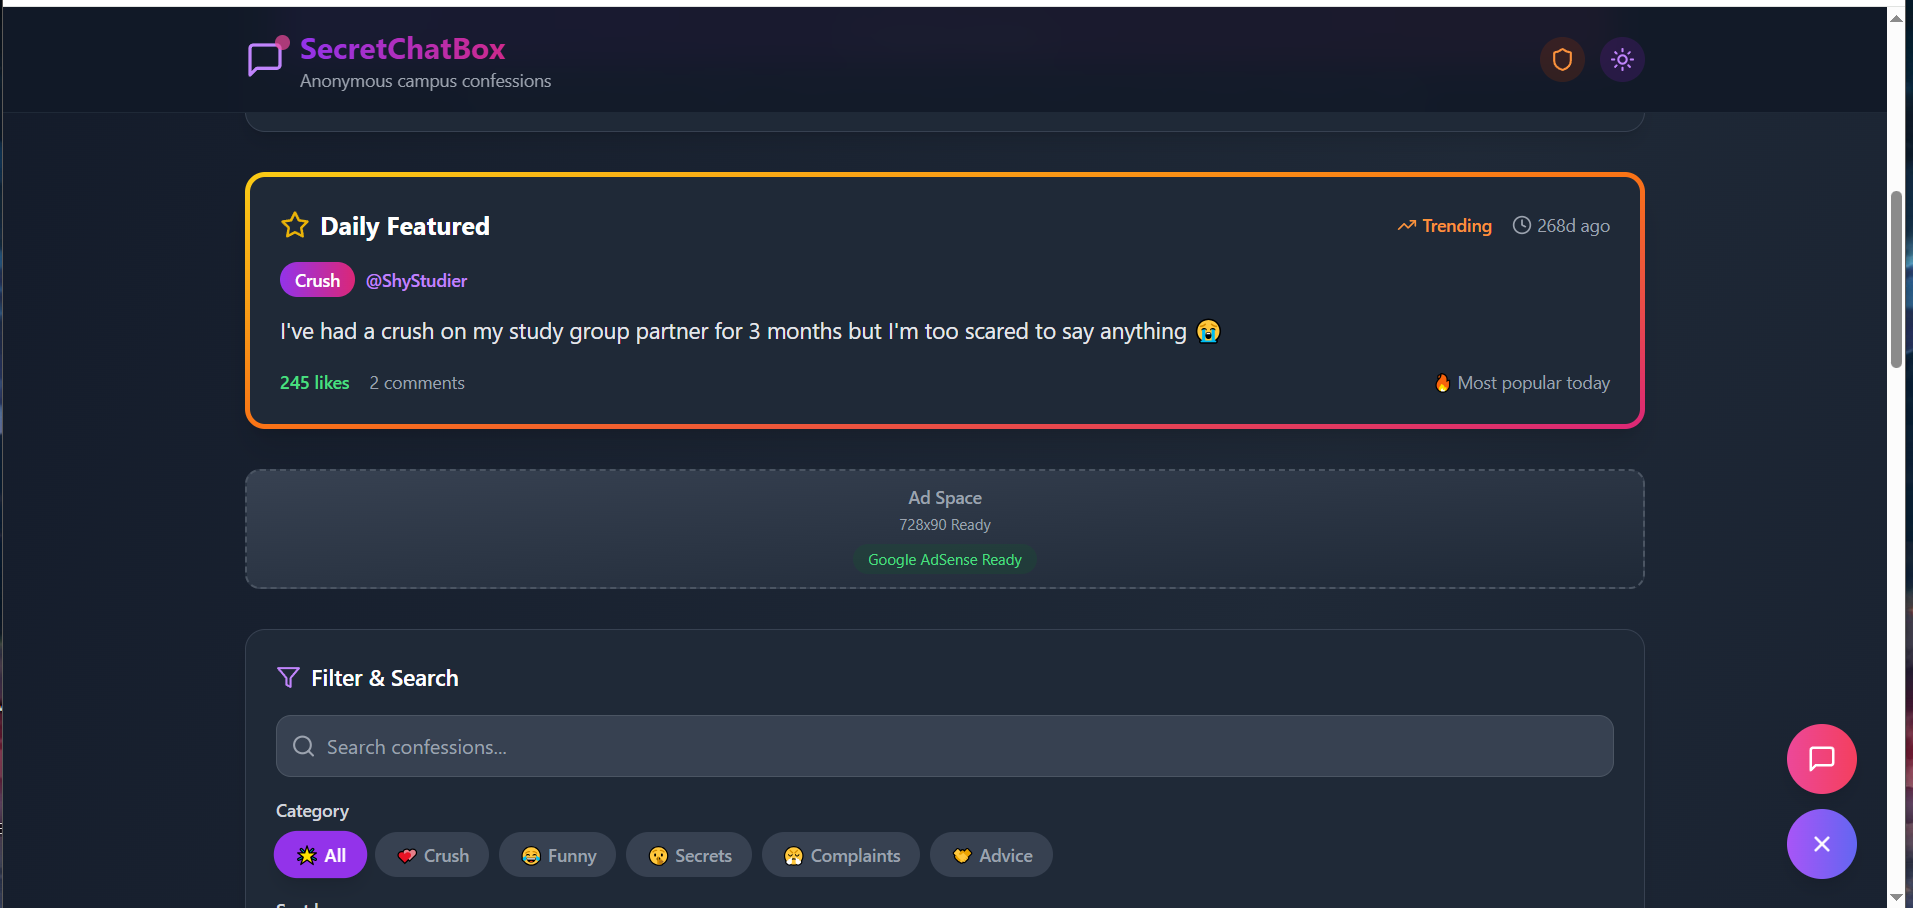 SecretChatBox
Anonymous campus confessions
Daily Featured
Trending
268d ago
Crush
@ShyStudier
I've had a crush on my study group partner for 3 months but I'm too scared to say anything 😭
245 likes
2 comments
🔥 Most popular today
Ad Space
728x90 Ready
Google AdSense Ready
Filter & Search
Search confessions...
Category
🌟 All
💕 Crush
😂 Funny
🤫 Secrets
😤 Complaints
🤝 Advice